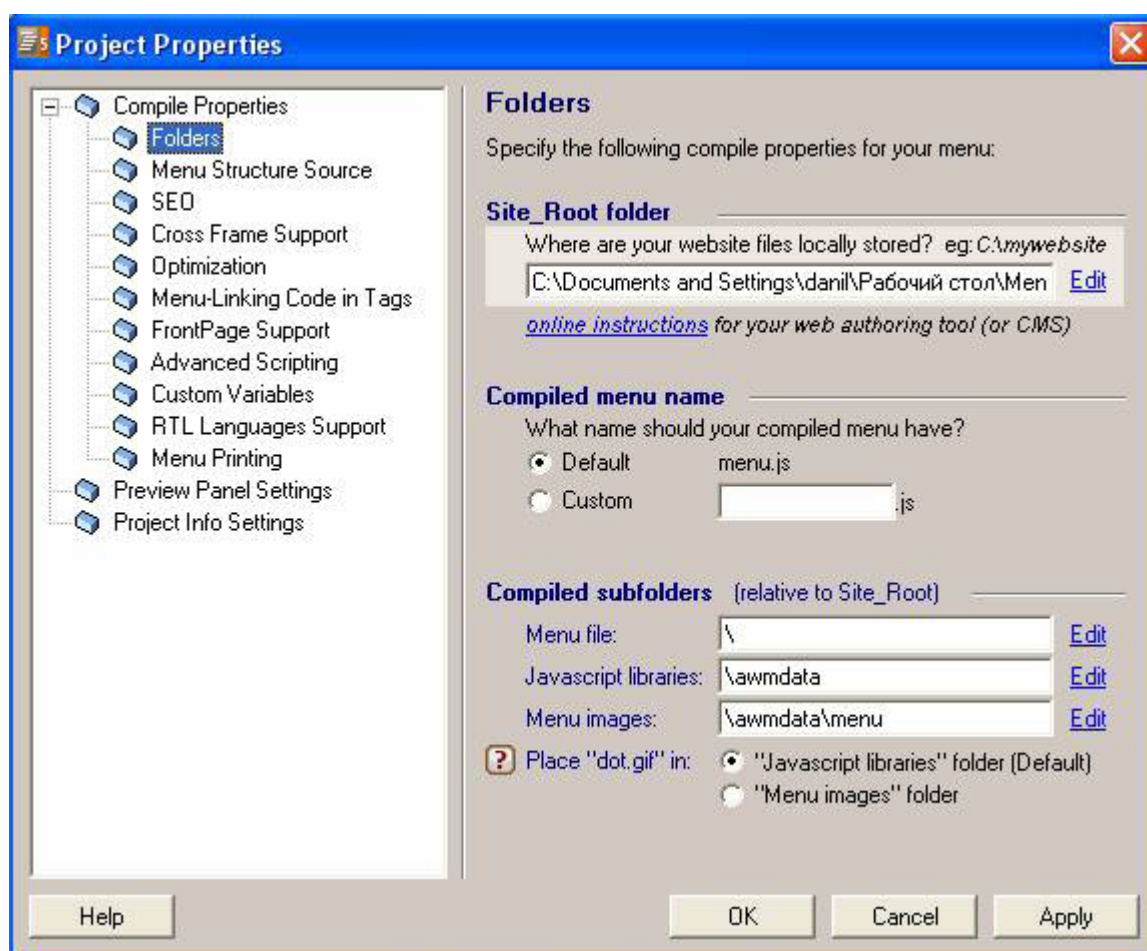 5 Project Properties
Compile Properties
Folders
Menu Structure Source
SEO
Cross Frame Support
Optimization
Menu-Linking Code in Tags
FrontPage Support
Advanced Scripting
Custom Variables
RTL Languages Support
Menu Printing
Preview Panel Settings
Project Info Settings
Folders
Specify the following compile properties for your menu:
Site_Root folder
Where are your website files locally stored? eg: C:\mywebsite
C:\Documents and Settings\danil\Рабочий стол\Men Edit
online instructions for your web authoring tool (or CMS)
Compiled menu name
What name should your compiled menu have?
Default menu.js
Custom .js
Compiled subfolders (relative to Site_Root)
Menu file: \ Edit
Javascript libraries: \awmdata Edit
Menu images: \awmdata\menu Edit
? Place "dot.gif" in: "Javascript libraries" folder (Default)
"Menu images" folder
Help OK Cancel Apply